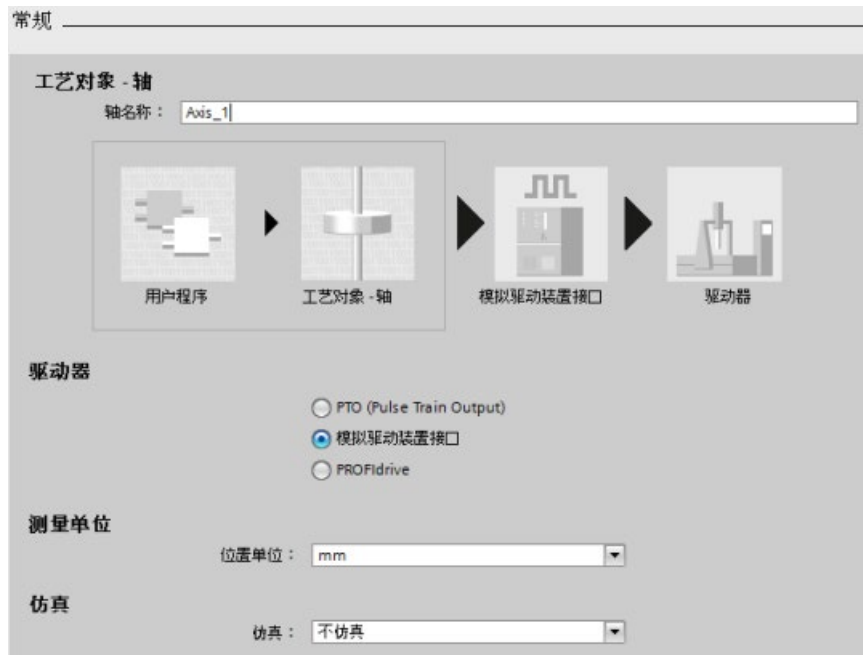 常规
工艺对象 - 轴
轴名称： Axis_1
用户程序 工艺对象 - 轴 模拟驱动装置接口 驱动器
驱动器
PTO (Pulse Train Output)
模拟驱动装置接口
PROFIdrive
测量单位
位置单位： mm
仿真
仿真： 不仿真